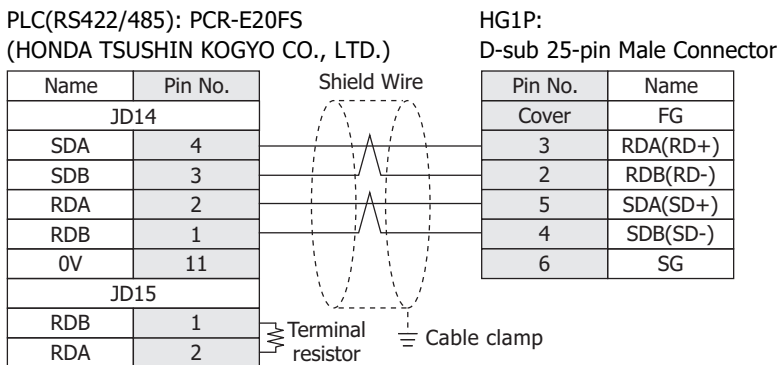 PLC(RS422/485): PCR-E20FS
(HONDA TSUSHIN KOGYO CO., LTD.)
HG1P:
D-sub 25-pin Male Connector
Name Pin No.
JD14
SDA 4
SDB 3
RDA 2
RDB 1
0V 11
JD15
RDB 1
RDA 2
Shield Wire
Terminal
resistor
Cable clamp
Pin No. Name
Cover FG
3 RDA(RD+)
2 RDB(RD-)
5 SDA(SD+)
4 SDB(SD-)
6 SG